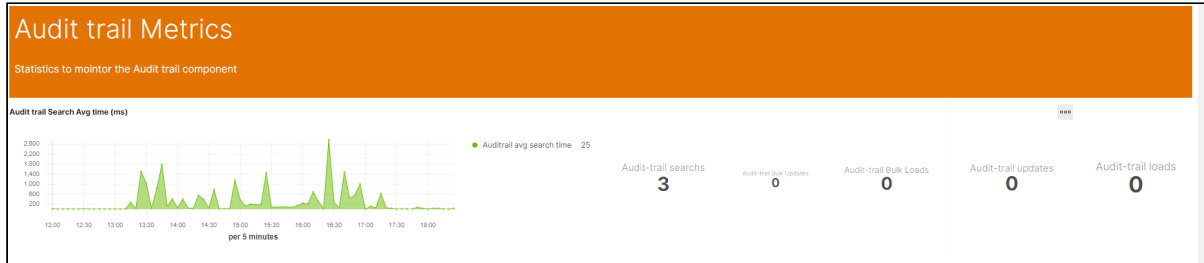 Audit trail Metrics
Statistics to mointor the Audit trail component
Audit trail Search Avg time (ms)
2,600
2,200
1,800
1,400
1,000
600
200
12:00 12:30 13:00 13:30 14:00 14:30 15:00 15:30 16:00 16:30 17:00 17:30 18:00
per 5 minutes
Auditrail avg search time 25
Audit-trail searchs
3
Audit-trail Bulk Updates
0
Audit-trail Bulk Loads
0
Audit-trail updates
0
Audit-trail loads
0